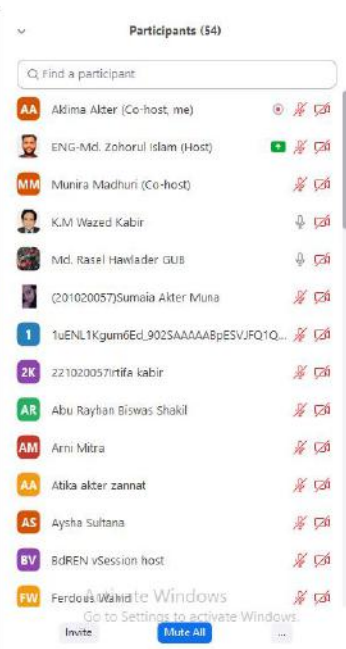 Participants (54)
Find a participant
AA Aklima Akter (Co-host, me)
ENG-Md. Zohorul Islam (Host)
MM Munira Madhuri (Co-host)
K.M Wazed Kabir
Md. Rasel Hawlader GUB
(201020057)Sumaia Akter Muna
1 1uENL1Kgum6Ed_902SAAAAABpESVJFQ1Q...
2K 221020057Irtifa kabir
AR Abu Rayhan Biswas Shakil
AM Arni Mitra
AA Atika akter zannat
AS Aysha Sultana
BV BdREN vSession host
FW Ferdous Wahid
Activate Windows
Go to Settings to activate Windows.
Invite Mute All ...